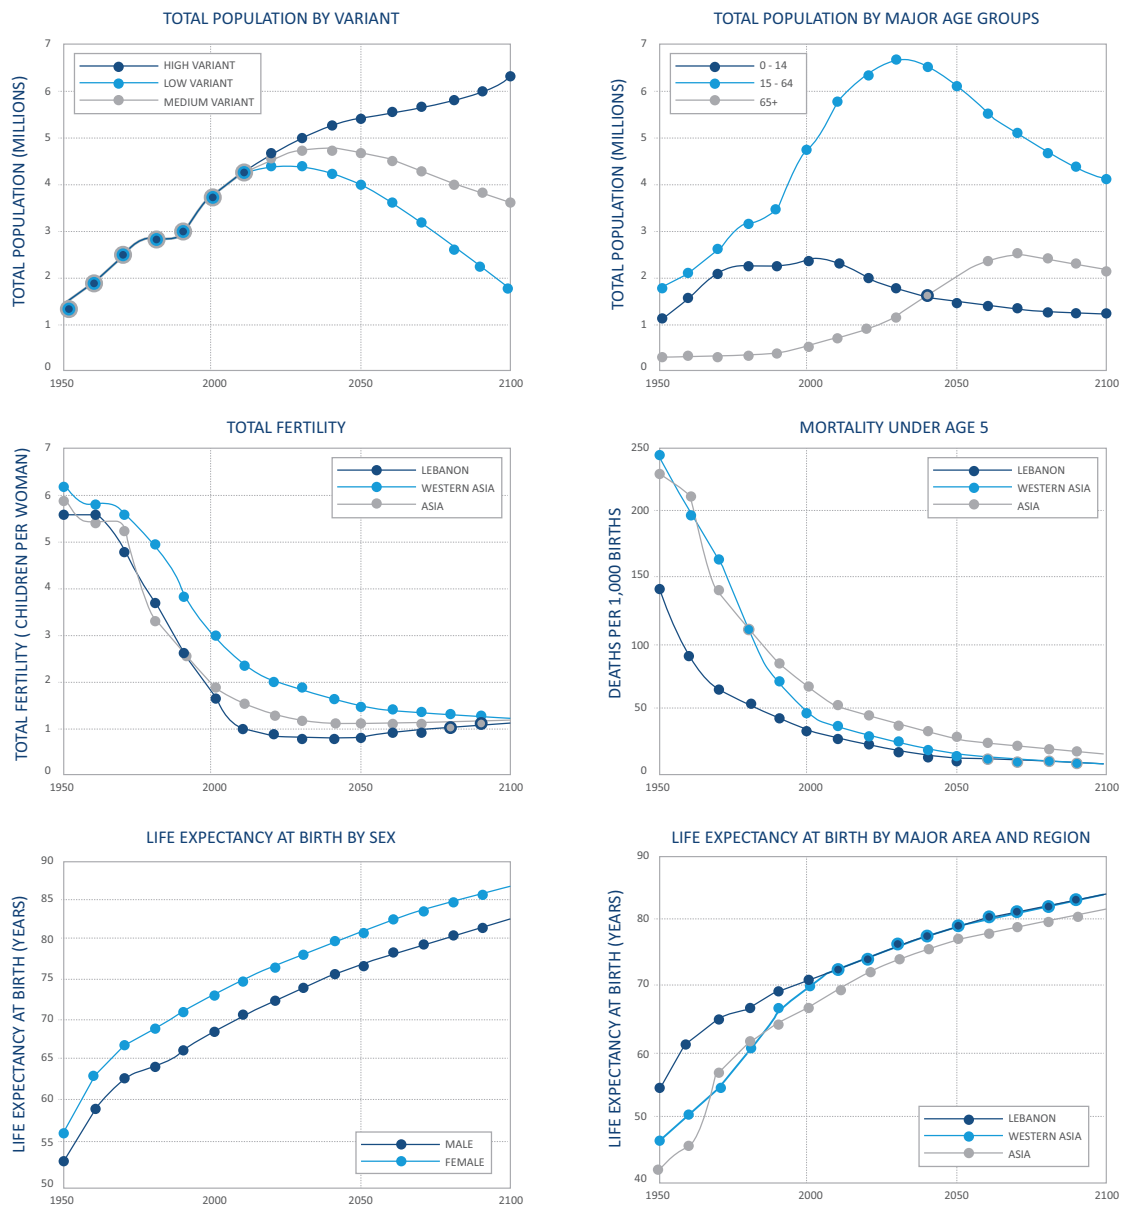 TOTAL POPULATION BY VARIANT
TOTAL POPULATION (MILLIONS)
7
6
5
4
3
2
1
0
HIGH VARIANT
LOW VARIANT
MEDIUM VARIANT
1950
2000
2050
2100
TOTAL POPULATION BY MAJOR AGE GROUPS
TOTAL POPULATION (MILLIONS)
7
6
5
4
3
2
1
0
0 - 14
15 - 64
65+
1950
2000
2050
2100
TOTAL FERTILITY
TOTAL FERTILITY ( CHILDREN PER WOMAN)
7
6
5
4
3
2
1
0
LEBANON
WESTERN ASIA
ASIA
1950
2000
2050
2100
MORTALITY UNDER AGE 5
DEATHS PER 1,000 BIRTHS
250
200
150
100
50
0
LEBANON
WESTERN ASIA
ASIA
1950
2000
2050
2100
LIFE EXPECTANCY AT BIRTH BY SEX
LIFE EXPECTANCY AT BIRTH (YEARS)
90
85
80
75
70
65
60
55
50
MALE
FEMALE
1950
2000
2050
2100
LIFE EXPECTANCY AT BIRTH BY MAJOR AREA AND REGION
LIFE EXPECTANCY AT BIRTH (YEARS)
90
80
70
60
50
40
LEBANON
WESTERN ASIA
ASIA
1950
2000
2050
2100